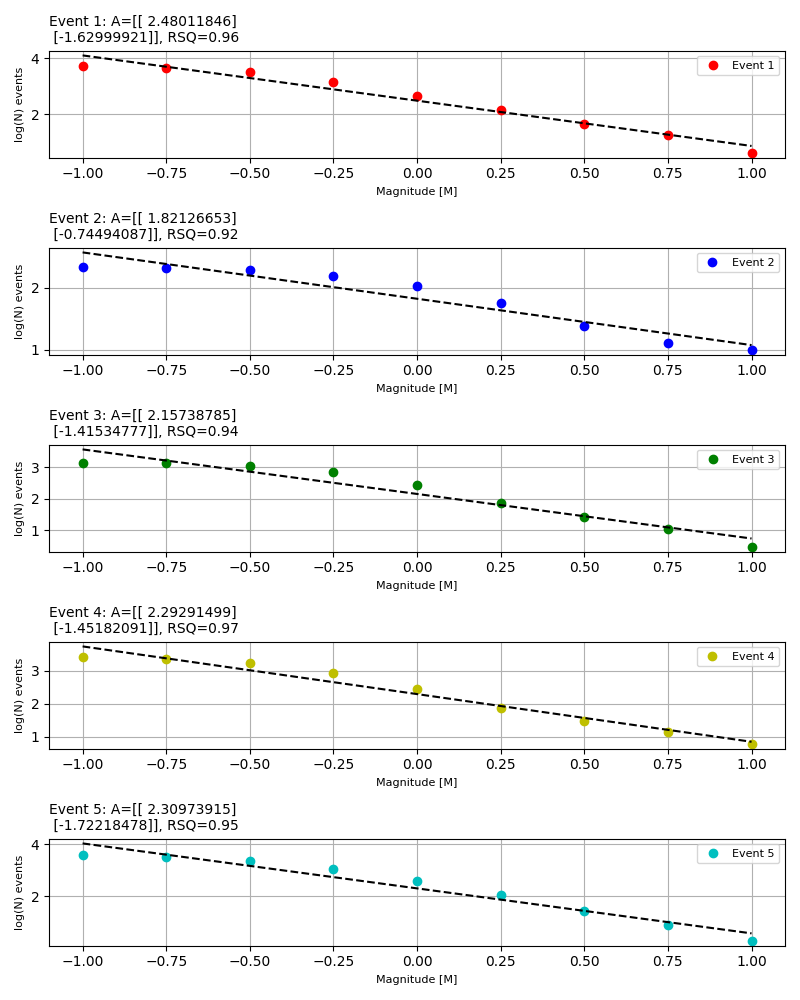 Event 1: A=[[ 2.48011846]
[-1.62999921]], RSQ=0.96
4
2
log(N) events
Event 1
−1.00 −0.75 −0.50 −0.25 0.00 0.25 0.50 0.75 1.00
Magnitude [M]
Event 2: A=[[ 1.82126653]
[-0.74494087]], RSQ=0.92
2
1
log(N) events
Event 2
−1.00 −0.75 −0.50 −0.25 0.00 0.25 0.50 0.75 1.00
Magnitude [M]
Event 3: A=[[ 2.15738785]
[-1.41534777]], RSQ=0.94
3
2
1
log(N) events
Event 3
−1.00 −0.75 −0.50 −0.25 0.00 0.25 0.50 0.75 1.00
Magnitude [M]
Event 4: A=[[ 2.29291499]
[-1.45182091]], RSQ=0.97
3
2
1
log(N) events
Event 4
−1.00 −0.75 −0.50 −0.25 0.00 0.25 0.50 0.75 1.00
Magnitude [M]
Event 5: A=[[ 2.30973915]
[-1.72218478]], RSQ=0.95
4
2
log(N) events
Event 5
−1.00 −0.75 −0.50 −0.25 0.00 0.25 0.50 0.75 1.00
Magnitude [M]